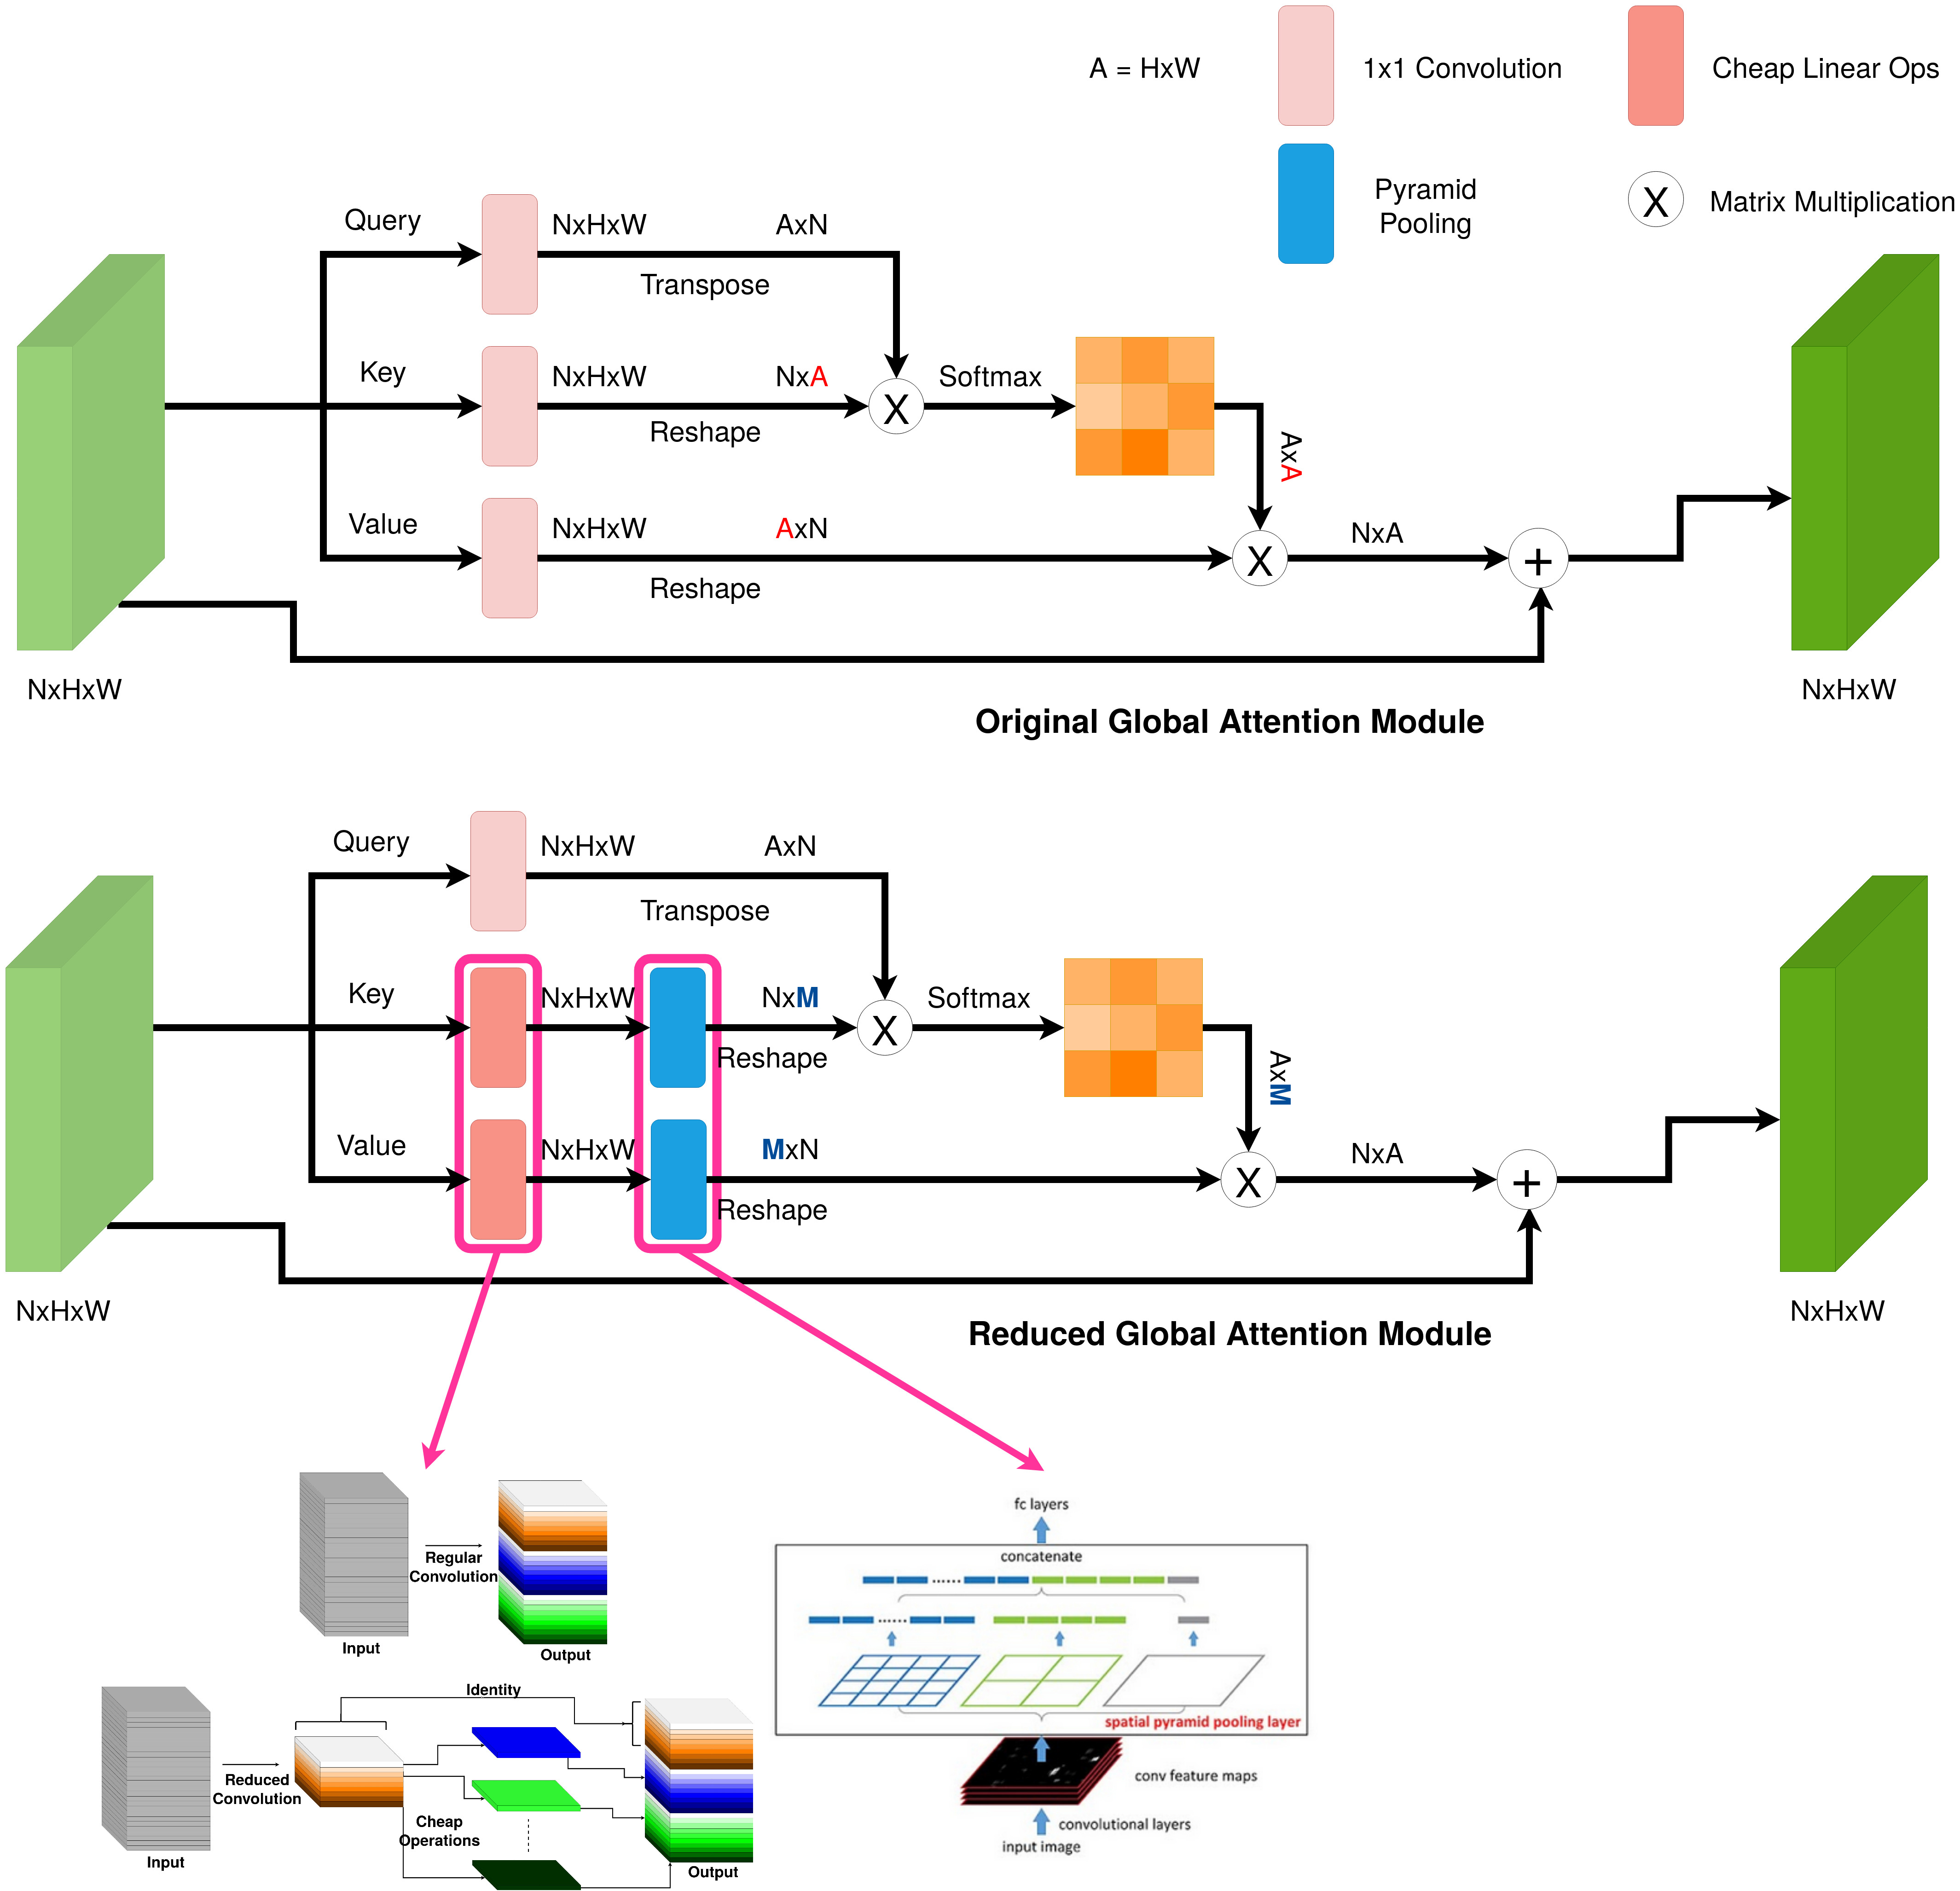 A = HxW
1x1 Convolution
Cheap Linear Ops
Pyramid
Pooling
Matrix Multiplication
Query
NxHxW
AxN
Transpose
Key
NxHxW
NxA
Softmax
Reshape
AxA
Value
NxHxW
AxN
NxA
Reshape
X
X
X
+
NxHxW
NxHxW
Original Global Attention Module
Query
NxHxW
AxN
Transpose
Key
NxHxW
NxM
Softmax
Reshape
AxM
Value
NxHxW
MxN
NxA
Reshape
X
X
+
NxHxW
NxHxW
Reduced Global Attention Module
Regular
Convolution
Input
Output
Identity
Reduced
Convolution
Cheap
Operations
Input
Output
fc layers
concatenate
......
......
spatial pyramid pooling layer
conv feature maps
convolutional layers
input image